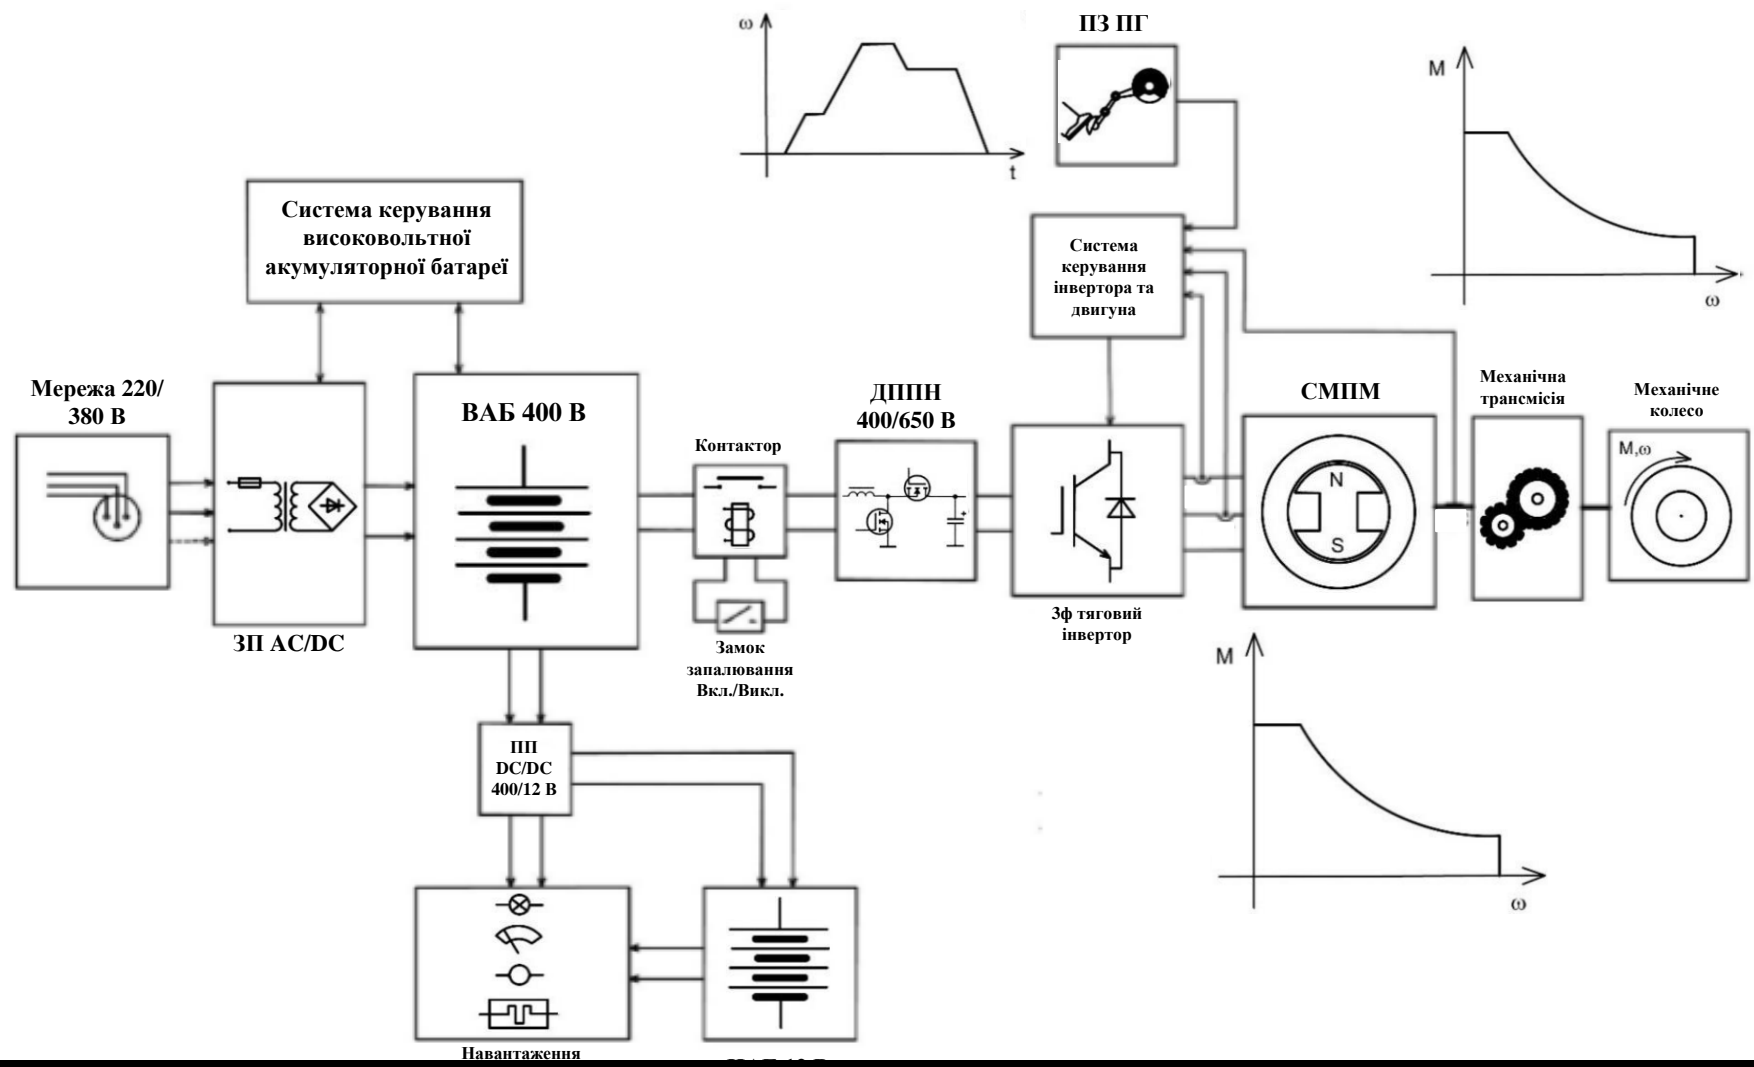 ω
t
ПЗ ПГ
M
ω
Система керування
високовольтної
акумуляторної батареї
Система
керування
інвертора та
двигуна
Мережа 220/
380 В
ЗП AC/DC
ВАБ 400 В
Контактор
Замок
запалювання
Вкл./Викл.
ДППН
400/650 В
3ф тяговий
інвертор
СМПМ
N
S
Механічна
трансмісія
Механічне
колесо
M,ω
M
ω
ПП
DC/DC
400/12 В
Навантаження